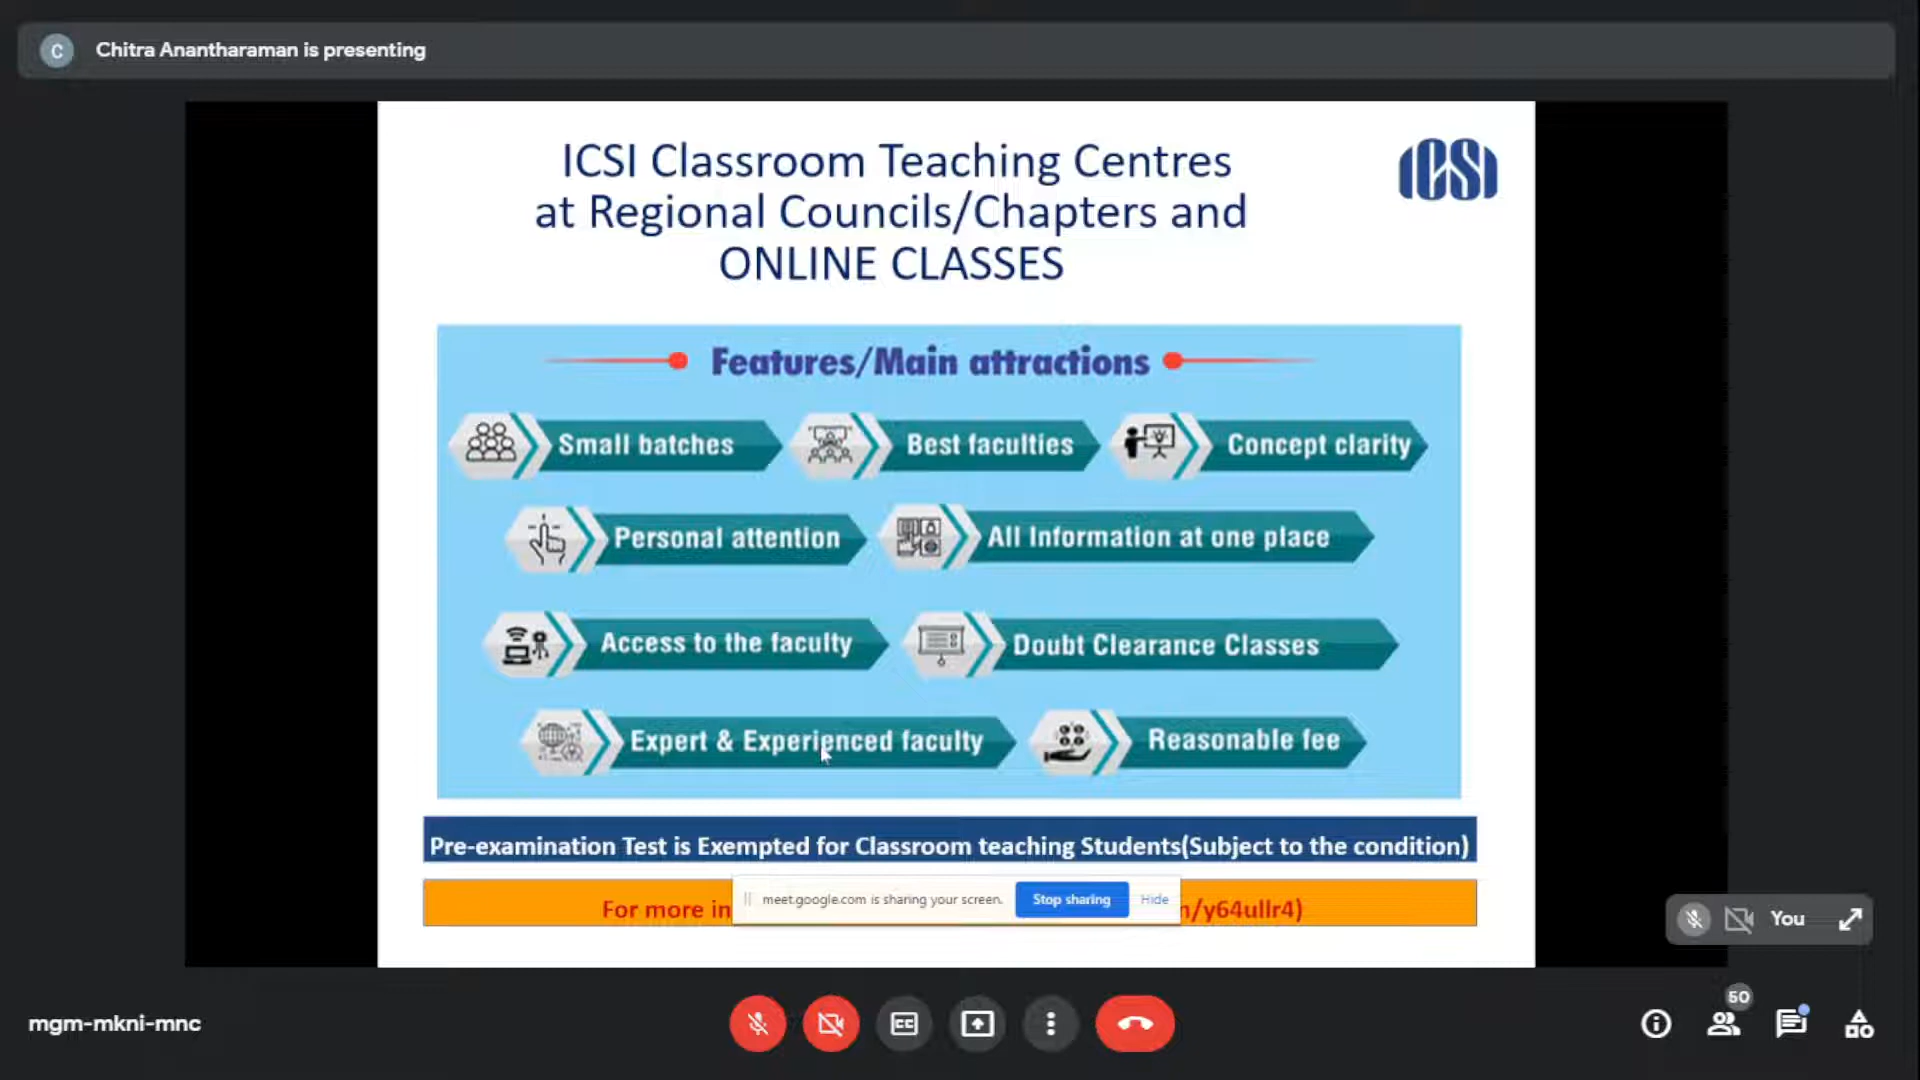 C Chitra Anantharaman is presenting
ICSI Classroom Teaching Centres
at Regional Councils/Chapters and
ONLINE CLASSES
ICSI
Features/Main attractions
Small batches
Best faculties
Concept clarity
Personal attention
All Information at one place
Access to the faculty
Doubt Clearance Classes
Expert & Experienced faculty
Reasonable fee
Pre-examination Test is Exempted for Classroom teaching Students(Subject to the condition)
For more in
meet.google.com is sharing your screen.
Stop sharing
Hide
/y64ullr4)
You
mgm-mkni-mnc
CC
50